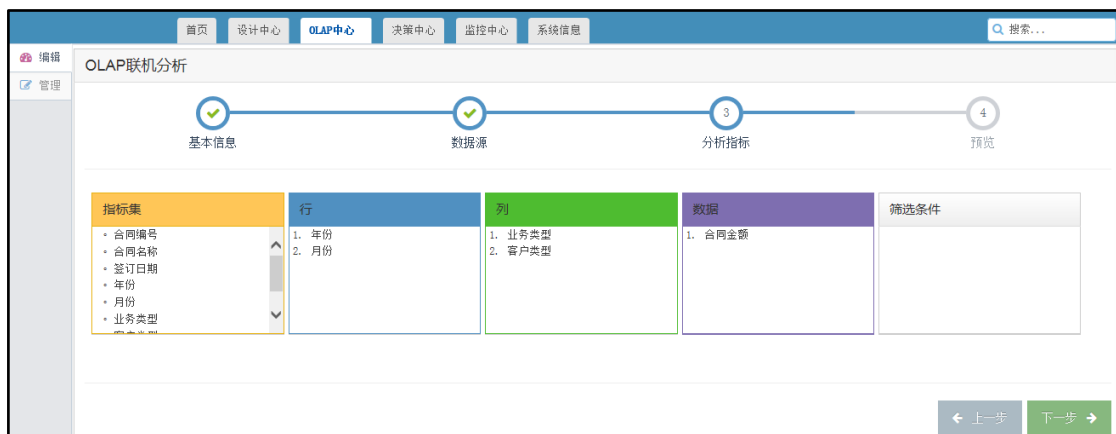 首页 设计中心 OLAP中心 决策中心 监控中心 系统信息 搜索...
编辑
管理
OLAP联机分析
3 4
基本信息 数据源 分析指标 预览
指标集 行 列 数据 筛选条件
合同编号
合同名称
签订日期
年份
月份
业务类型
1. 年份
2. 月份
1. 业务类型
2. 客户类型
1. 合同金额
上一步 下一步